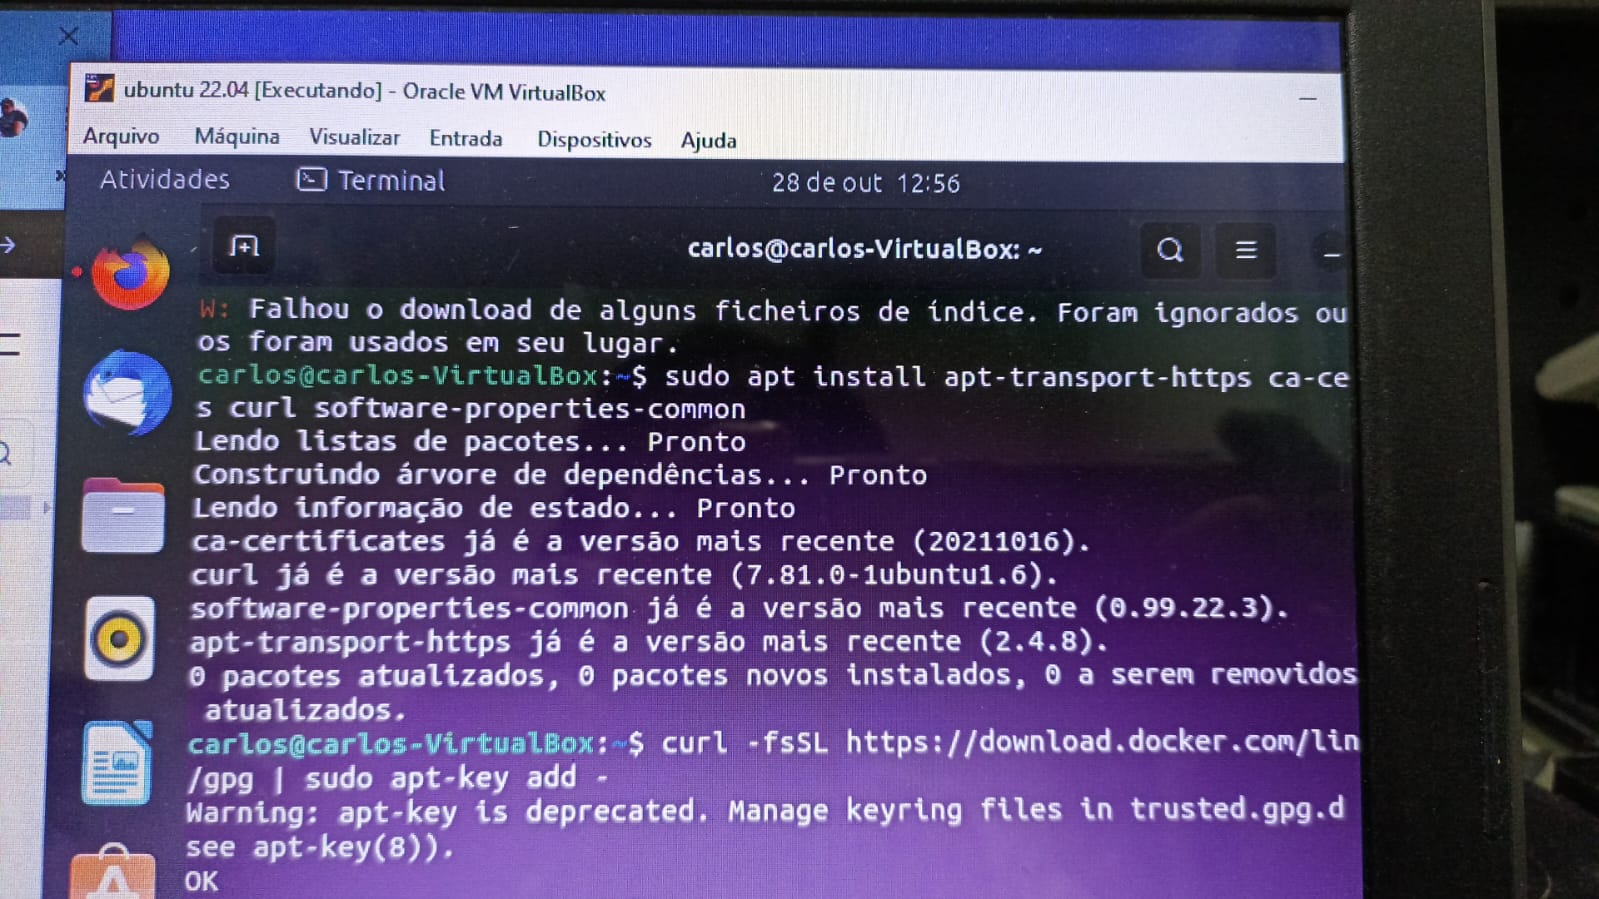 ubuntu 22.04 [Executando] - Oracle VM VirtualBox
Arquivo Máquina Visualizar Entrada Dispositivos Ajuda
Atividades Terminal 28 de out 12:56
carlos@carlos-VirtualBox: ~
W: Falhou o download de alguns ficheiros de índice. Foram ignorados ou
os foram usados em seu lugar.
carlos@carlos-VirtualBox:~$ sudo apt install apt-transport-https ca-ce
s curl software-properties-common
Lendo listas de pacotes... Pronto
Construindo árvore de dependências... Pronto
Lendo informação de estado... Pronto
ca-certificates já é a versão mais recente (20211016).
curl já é a versão mais recente (7.81.0-1ubuntu1.6).
software-properties-common já é a versão mais recente (0.99.22.3).
apt-transport-https já é a versão mais recente (2.4.8).
0 pacotes atualizados, 0 pacotes novos instalados, 0 a serem removidos
atualizados.
carlos@carlos-VirtualBox:~$ curl -fsSL https://download.docker.com/lin
/gpg | sudo apt-key add -
Warning: apt-key is deprecated. Manage keyring files in trusted.gpg.d
see apt-key(8)).
OK